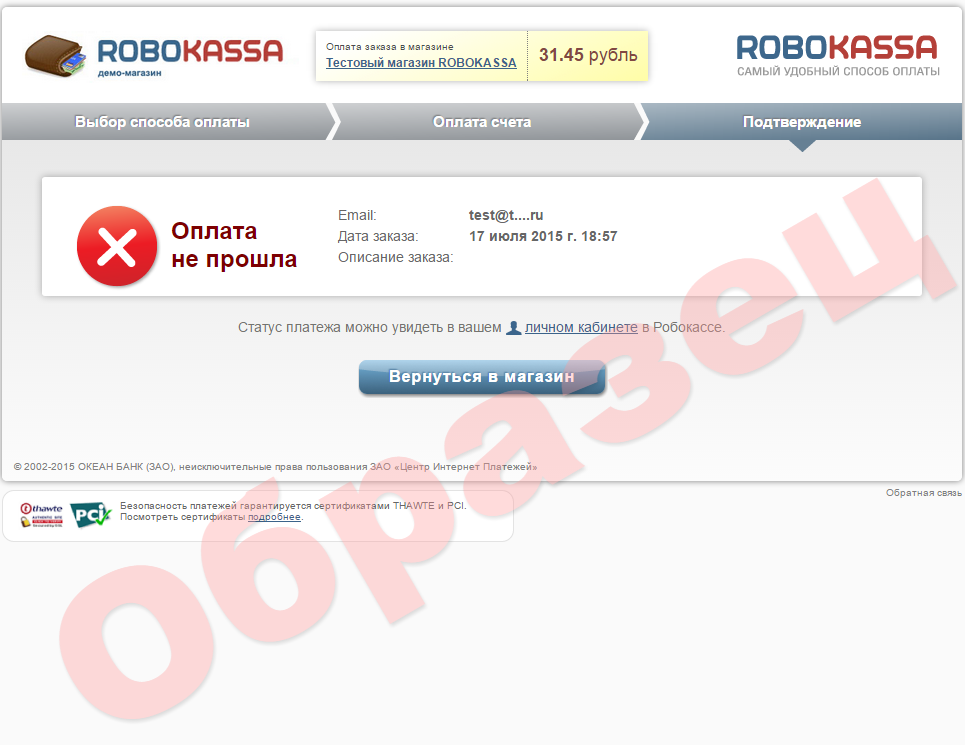 ROBOKASSA
демо-магазин
Оплата заказа в магазине
Тестовый магазин ROBOKASSA
31.45 рубль
ROBOKASSA
САМЫЙ УДОБНЫЙ СПОСОБ ОПЛАТЫ
Выбор способа оплаты
Оплата счета
Подтверждение
Оплата
не прошла
Email: test@t....ru
Дата заказа: 17 июля 2015 г. 18:57
Описание заказа:
Статус платежа можно увидеть в вашем личном кабинете в Робокассе.
Вернуться в магазин
Образец
© 2002-2015 ОКЕАН БАНК (ЗАО), неисключительные права пользования ЗАО «Центр Интернет Платежей»
Обратная связь
thawte
PCI
Безопасность платежей гарантируется сертификатами THAWTE и PCI.
Посмотреть сертификаты подробнее.